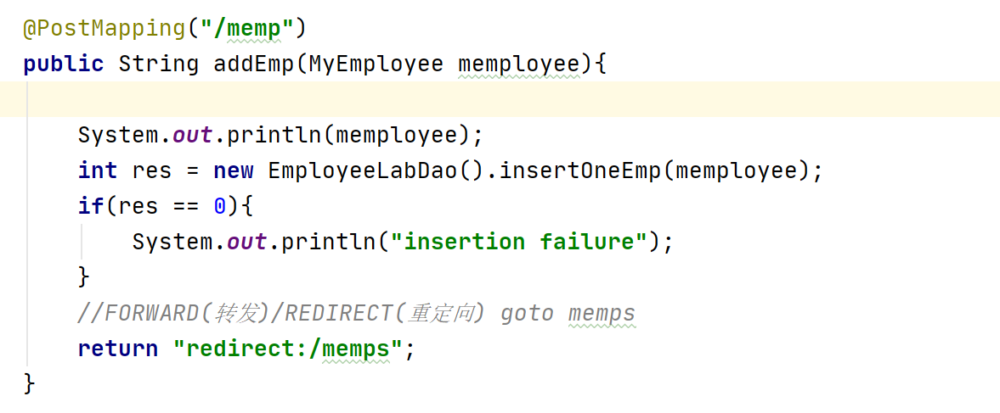 @PostMapping("/memp")
public String addEmp(MyEmployee memployee){
System.out.println(memployee);
int res = new EmployeeLabDao().insertOneEmp(memployee);
if(res == 0){
System.out.println("insertion failure");
}
//FORWARD(转发)/REDIRECT(重定向) goto memps
return "redirect:/memps";
}